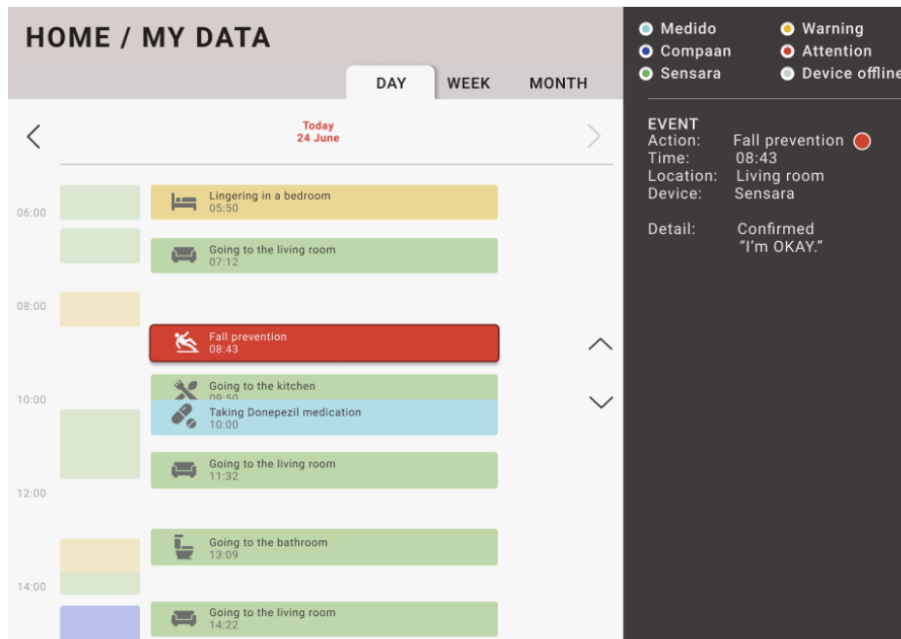 HOME / MY DATA
DAY WEEK MONTH
Today
24 June
06:00
08:00
10:00
12:00
14:00
Lingering in a bedroom
05:50
Going to the living room
07:12
Fall prevention
08:43
Going to the kitchen
09:50
Taking Donepezil medication
10:00
Going to the living room
11:32
Going to the bathroom
13:09
Going to the living room
14:22
Medido Warning
Compaan Attention
Sensara Device offline
EVENT
Action: Fall prevention
Time: 08:43
Location: Living room
Device: Sensara
Detail: Confirmed
"I'm OKAY."